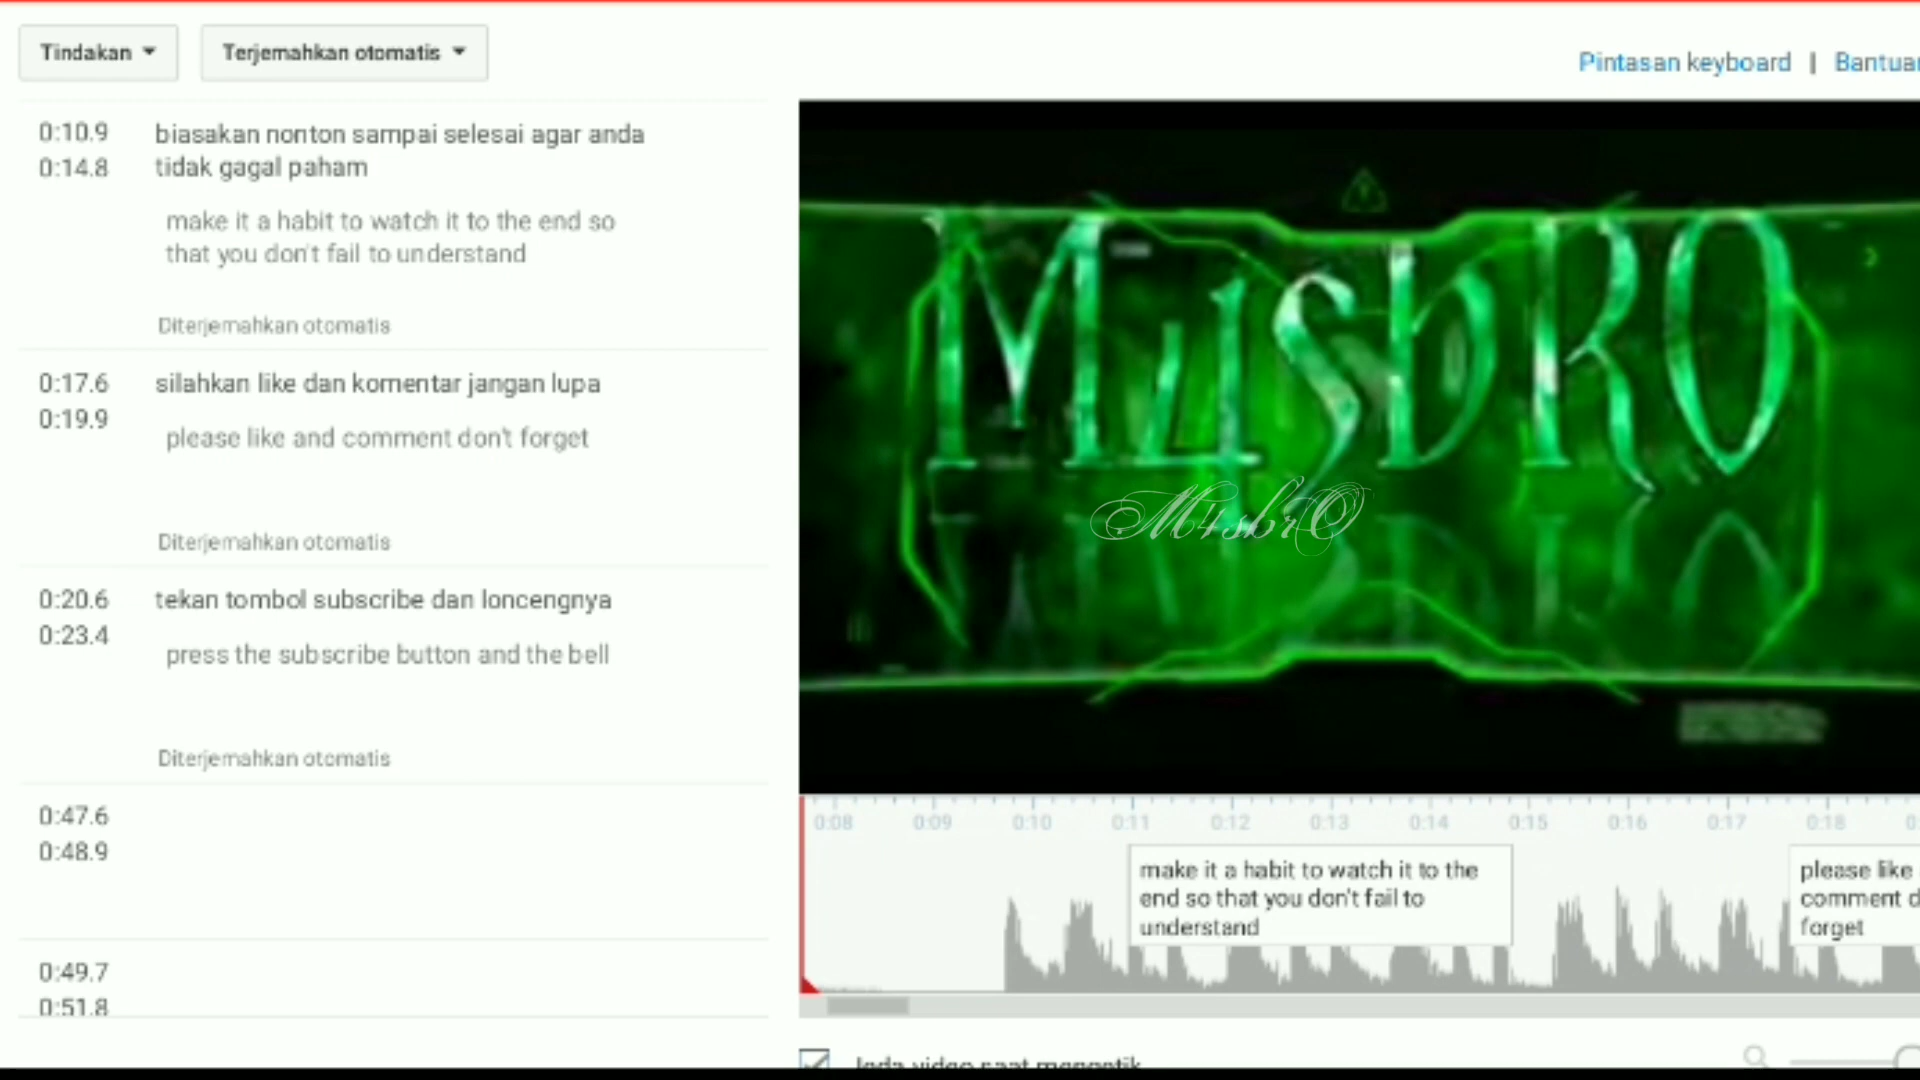 Tindakan
Terjemahkan otomatis
Pintasan keyboard | Bantuan
0:10.9
0:14.8
biasakan nonton sampai selesai agar anda
tidak gagal paham
make it a habit to watch it to the end so
that you don't fail to understand
Diterjemahkan otomatis
0:17.6
0:19.9
silahkan like dan komentar jangan lupa
please like and comment don't forget
Diterjemahkan otomatis
0:20.6
0:23.4
tekan tombol subscribe dan loncengnya
press the subscribe button and the bell
Diterjemahkan otomatis
0:47.6
0:48.9
0:49.7
0:51.8
M4sbRO
M4sbrO
0:08 0:09 0:10 0:11 0:12 0:13 0:14 0:15 0:16 0:17 0:18
make it a habit to watch it to the
end so that you don't fail to
understand
please like
comment d
forget
Jeda video saat mengetik